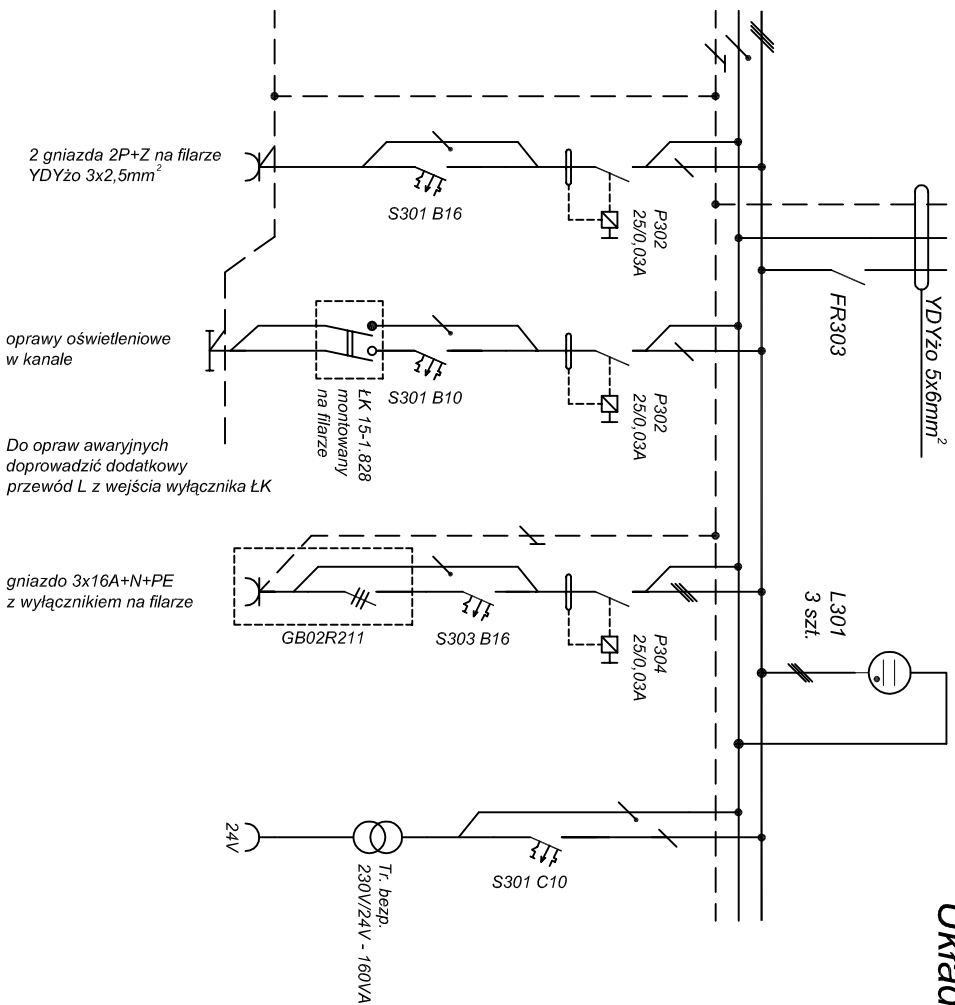 2 gniazda 2P+Z na filarze
YDYżo 3x2,5mm²
S301 B16
P302
25/0,03A
FR303
YDYżo 5x6mm²
oprawy oświetleniowe
w kanale
ŁK 15-1.828
montowany
na filarze
S301 B10
P302
25/0,03A
Do opraw awaryjnych
doprowadzić dodatkowy
przewód L z wejścia wyłącznika ŁK
gniazdo 3x16A+N+PE
z wyłącznikiem na filarze
GB02R211
S303 B16
P304
25/0,03A
L301
3 szt.
24V
Tr. bezp.
230V/24V - 160VA
S301 C10
Układ